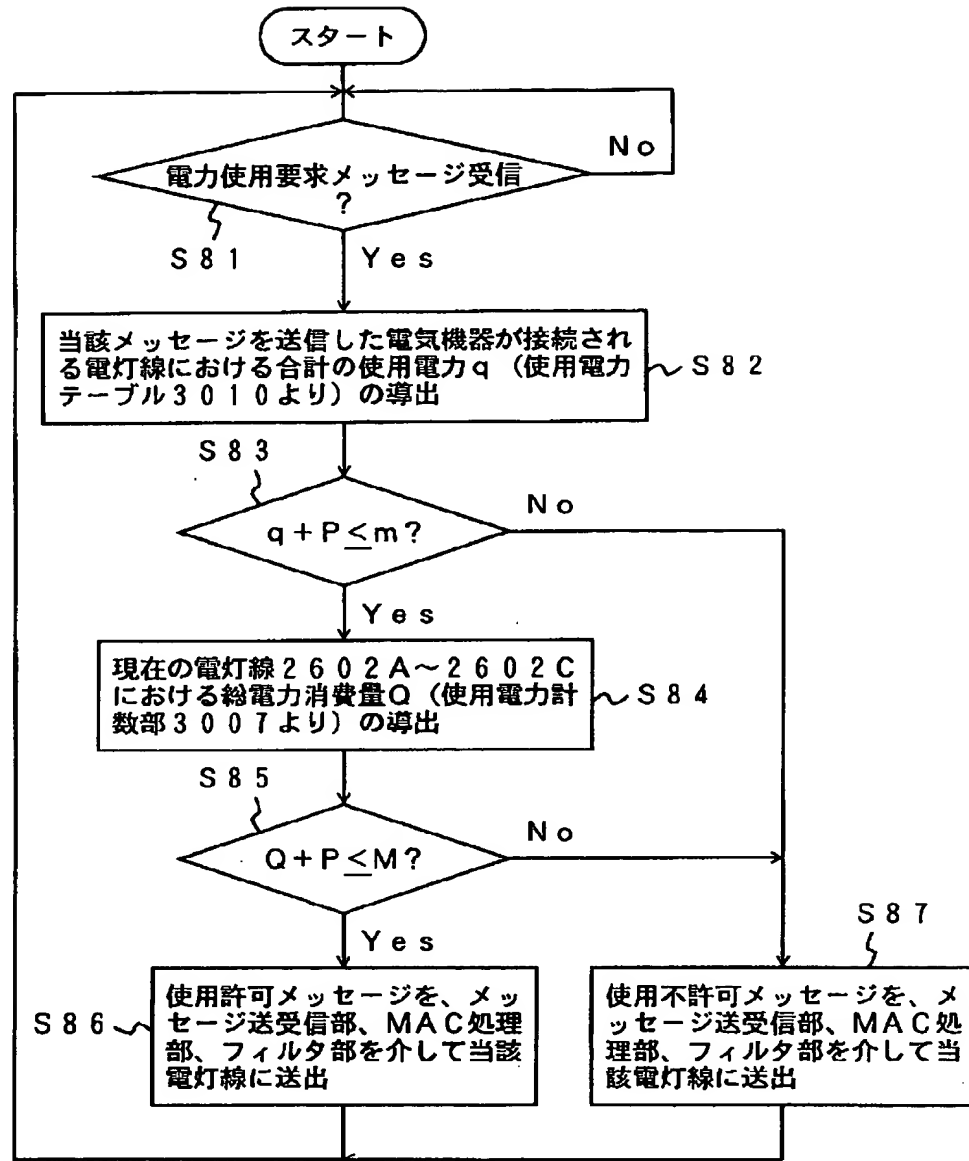 スタート
No
電力使用要求メッセージ受信
?
S81
Yes
当該メッセージを送信した電気機器が接続され
る電灯線における合計の使用電力q(使用電力
テーブル3010より)の導出
S82
S83
No
q+P≦m?
Yes
現在の電灯線2602A~2602C
における総電力消費量Q(使用電力計
数部3007より)の導出
S84
S85
No
Q+P≦M?
S87
Yes
使用許可メッセージを、メッ
セージ送受信部、MAC処理
部、フィルタ部を介して当該
電灯線に送出
S86
使用不許可メッセージを、メ
ッセージ送受信部、MAC処
理部、フィルタ部を介して当
該電灯線に送出